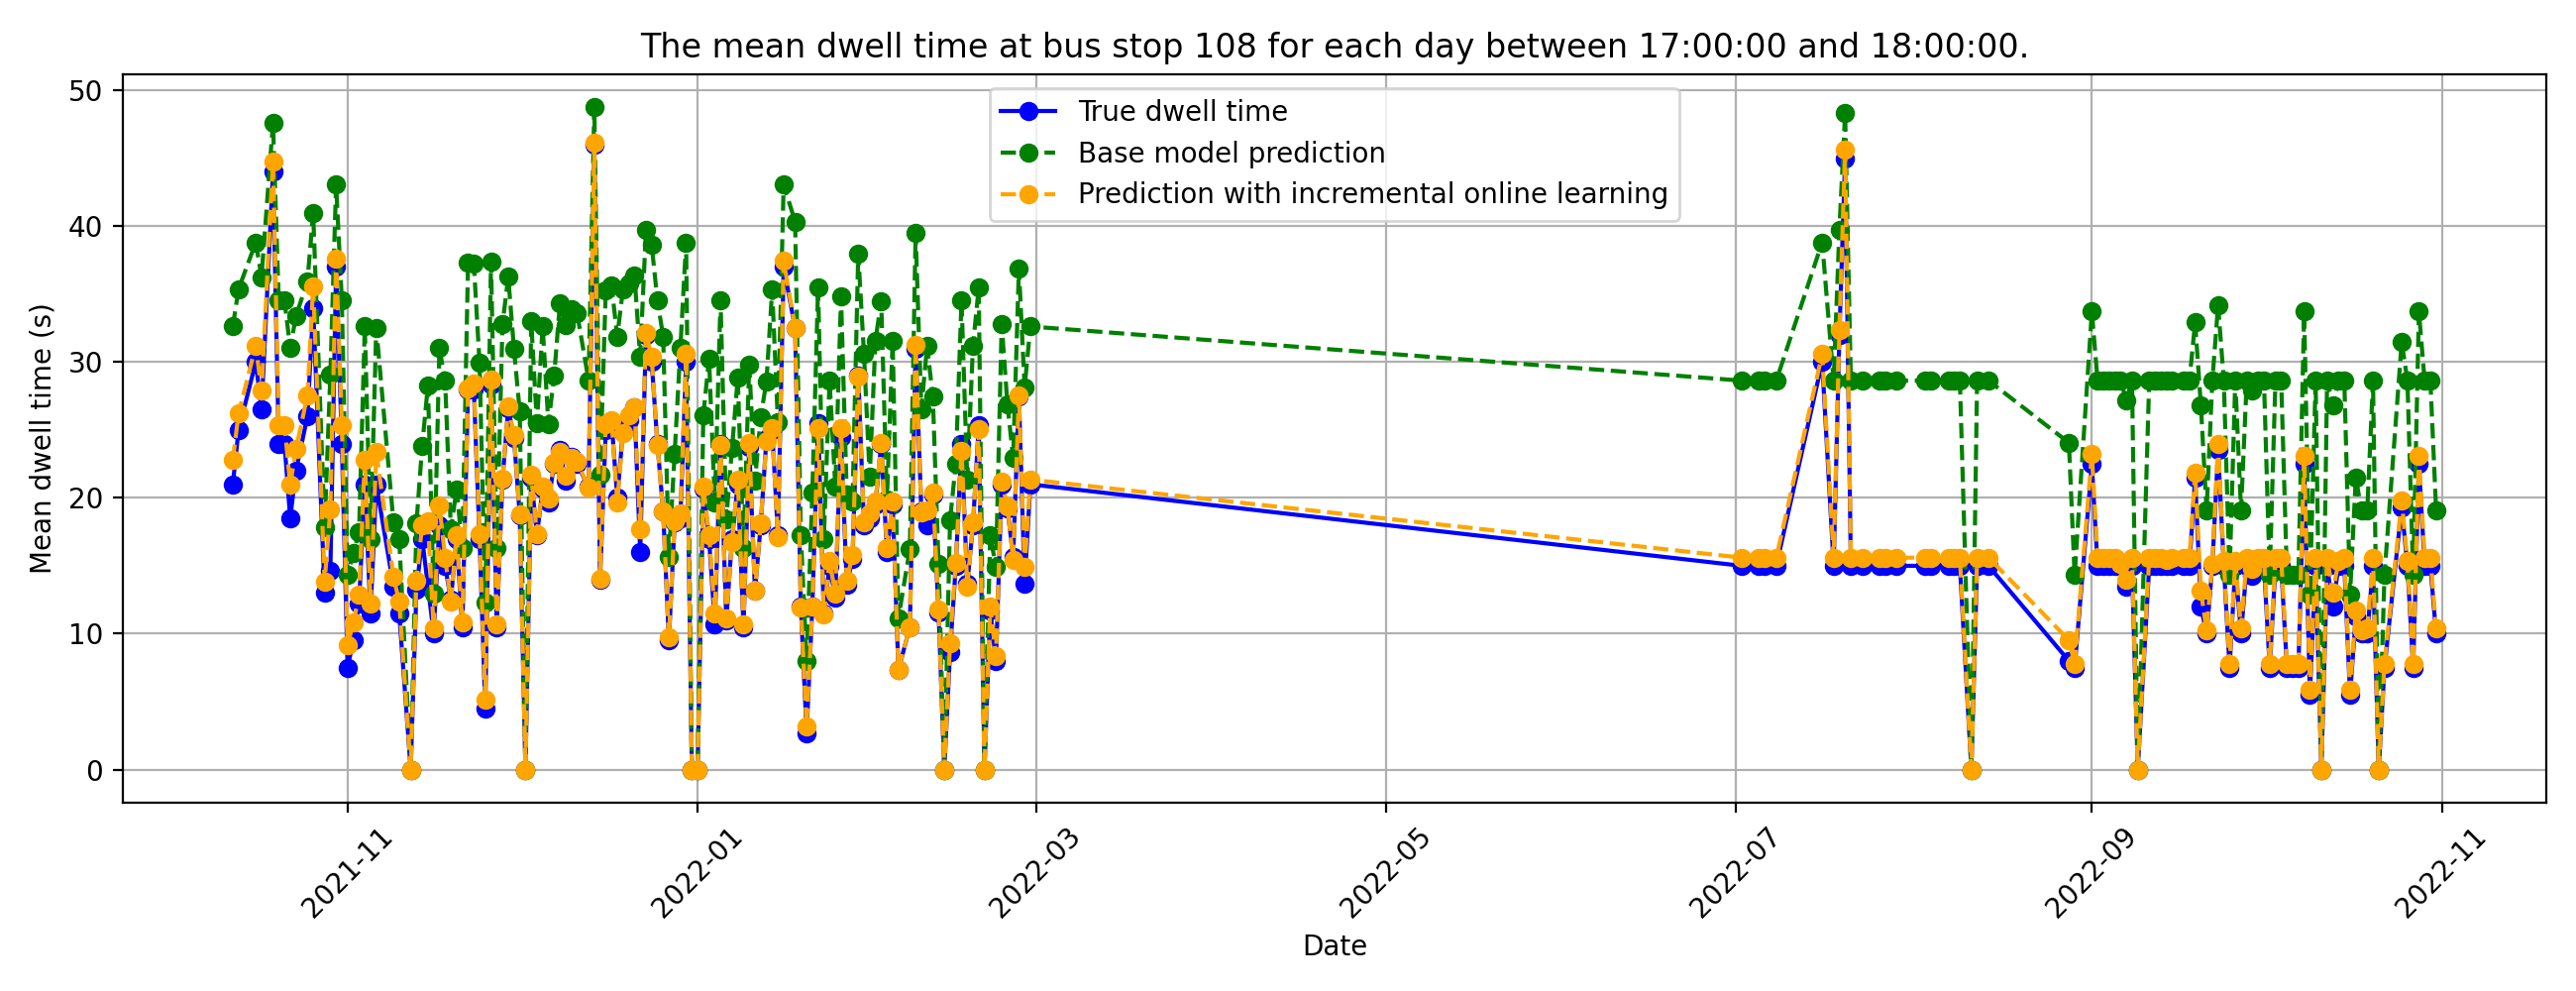 The mean dwell time at bus stop 108 for each day between 17:00:00 and 18:00:00.
Mean dwell time (s)
50
40
30
20
10
0
True dwell time
Base model prediction
Prediction with incremental online learning
2021-11
2022-01
2022-03
2022-05
2022-07
2022-09
2022-11
Date